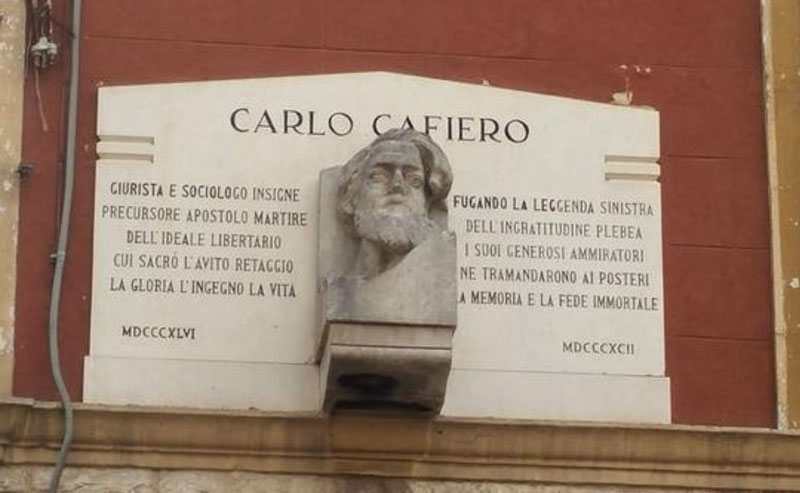 CARLO CAFIERO
GIURISTA E SOCIOLOGO INSIGNE
PRECURSORE APOSTOLO MARTIRE
DELL'IDEALE LIBERTARIO
CUI SACRÓ L'AVITO RETAGGIO
LA GLORIA L'INGEGNO LA VITA
MDCCCXLVI
FUGANDO LA LEGGENDA SINISTRA
DELL'INGRATITUDINE PLEBEA
I SUOI GENEROSI AMMIRATORI
NE TRAMANDARONO AI POSTERI
LA MEMORIA E LA FEDE IMMORTALE
MDCCCXCII